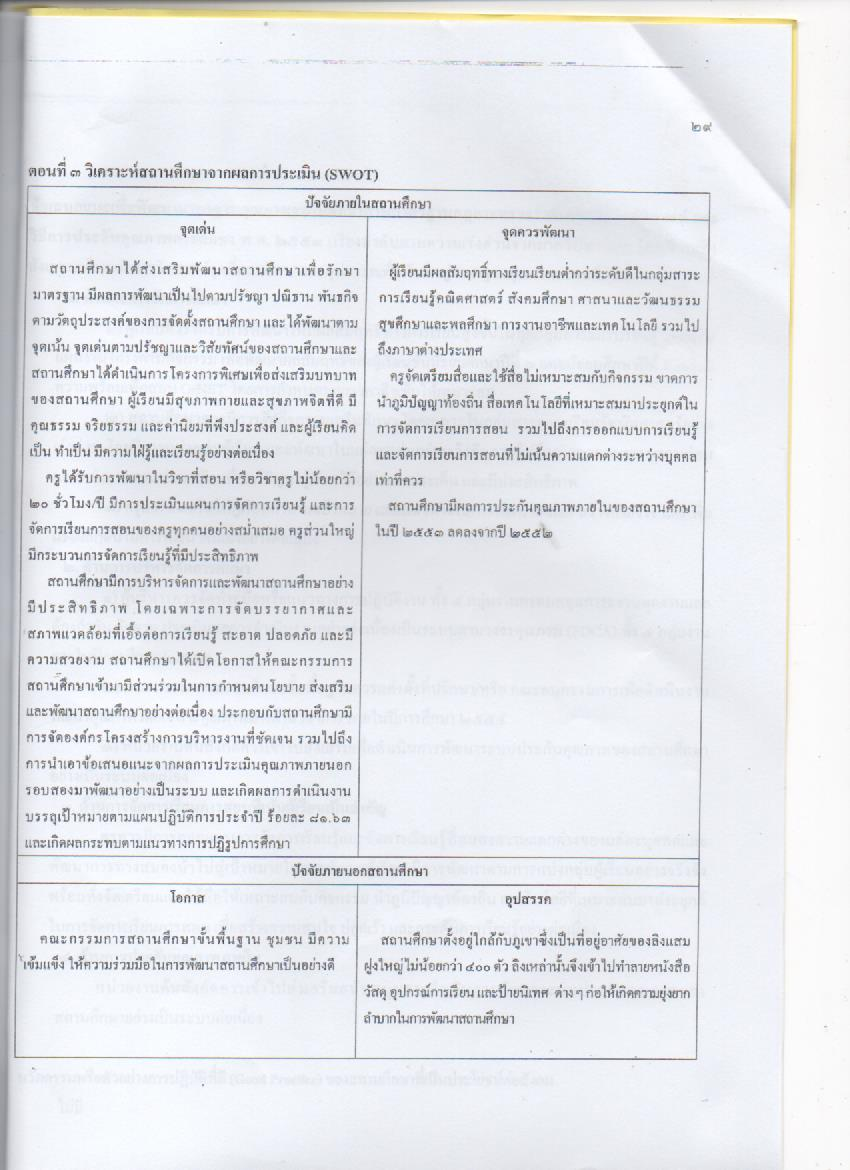 ๒๙
ตอนที่ ๓ วิเคราะห์สถานศึกษาจากผลการประเมิน (SWOT)
ปัจจัยภายในสถานศึกษา
จุดเด่น
สถานศึกษาได้ส่งเสริมพัฒนาสถานศึกษาเพื่อรักษา
มาตรฐาน มีผลการพัฒนาเป็นไปตามปรัชญา ปณิธาน พันธกิจ
ตามวัตถุประสงค์ของการจัดตั้งสถานศึกษา และได้พัฒนาตาม
จุดเน้น จุดเด่นตามปรัชญาและวิสัยทัศน์ของสถานศึกษาและ
สถานศึกษาได้ดำเนินการโครงการพิเศษเพื่อส่งเสริมบทบาท
ของสถานศึกษา ผู้เรียนมีสุขภาพกายและสุขภาพจิตที่ดี มี
คุณธรรม จริยธรรม และค่านิยมที่พึงประสงค์ และผู้เรียนคิด
เป็น ทำเป็น มีความใฝ่รู้และเรียนรู้อย่างต่อเนื่อง
ครูได้รับการพัฒนาในวิชาที่สอน หรือวิชาครูไม่น้อยกว่า
๒๐ ชั่วโมง/ปี มีการประเมินแผนการจัดการเรียนรู้ และการ
จัดการเรียนการสอนของครูทุกคนอย่างสม่ำเสมอ ครูส่วนใหญ่
มีกระบวนการจัดการเรียนรู้ที่มีประสิทธิภาพ
สถานศึกษามีการบริหารจัดการและพัฒนาสถานศึกษาอย่าง
มีประสิทธิภาพ โดยเฉพาะการจัดบรรยากาศและ
สภาพแวดล้อมที่เอื้อต่อการเรียนรู้ สะอาด ปลอดภัย และมี
ความสวยงาม สถานศึกษาได้เปิดโอกาสให้คณะกรรมการ
สถานศึกษาเข้ามามีส่วนร่วมในการกำหนดนโยบาย ส่งเสริม
และพัฒนาสถานศึกษาอย่างต่อเนื่อง ประกอบกับสถานศึกษามี
การจัดองค์กรโครงสร้างการบริหารงานที่ชัดเจน รวมไปถึง
การนำเอาข้อเสนอแนะจากผลการประเมินคุณภาพภายนอก
รอบสองมาพัฒนาอย่างเป็นระบบ และเกิดผลการดำเนินงาน
บรรลุเป้าหมายตามแผนปฏิบัติการประจำปี ร้อยละ ๘๑.๖๓
และเกิดผลกระทบตามแนวทางการปฏิรูปการศึกษา
จุดควรพัฒนา
ผู้เรียนมีผลสัมฤทธิ์ทางเรียนเรียนต่ำกว่าระดับดีในกลุ่มสาระ
การเรียนรู้คณิตศาสตร์ สังคมศึกษา ศาสนาและวัฒนธรรม
สุขศึกษาและพลศึกษา การงานอาชีพและเทคโนโลยี รวมไป
ถึงภาษาต่างประเทศ
ครูจัดเตรียมสื่อและใช้สื่อไม่เหมาะสมกับกิจกรรม ขาดการ
นำภูมิปัญญาท้องถิ่น สื่อเทคโนโลยีที่เหมาะสมมาประยุกต์ใน
การจัดการเรียนการสอน รวมไปถึงการออกแบบการเรียนรู้
และจัดการเรียนการสอนที่ไม่เน้นความแตกต่างระหว่างบุคคล
เท่าที่ควร
สถานศึกษามีผลการประกันคุณภาพภายในของสถานศึกษา
ในปี ๒๕๕๓ ลดลงจากปี ๒๕๕๒
ปัจจัยภายนอกสถานศึกษา
โอกาส
คณะกรรมการสถานศึกษาขั้นพื้นฐาน ชุมชน มีความ
เข้มแข็ง ให้ความร่วมมือในการพัฒนาสถานศึกษาเป็นอย่างดี
อุปสรรค
สถานศึกษาตั้งอยู่ใกล้กับภูเขาซึ่งเป็นที่อยู่อาศัยของลิงแสม
ฝูงใหญ่ไม่น้อยกว่า ๔๐๐ ตัว ลิงเหล่านั้นจึงเข้าไปทำลายหนังสือ
วัสดุ อุปกรณ์การเรียน และป้ายนิเทศ ต่าง ๆ ก่อให้เกิดความยุ่งยาก
ลำบากในการพัฒนาสถานศึกษา